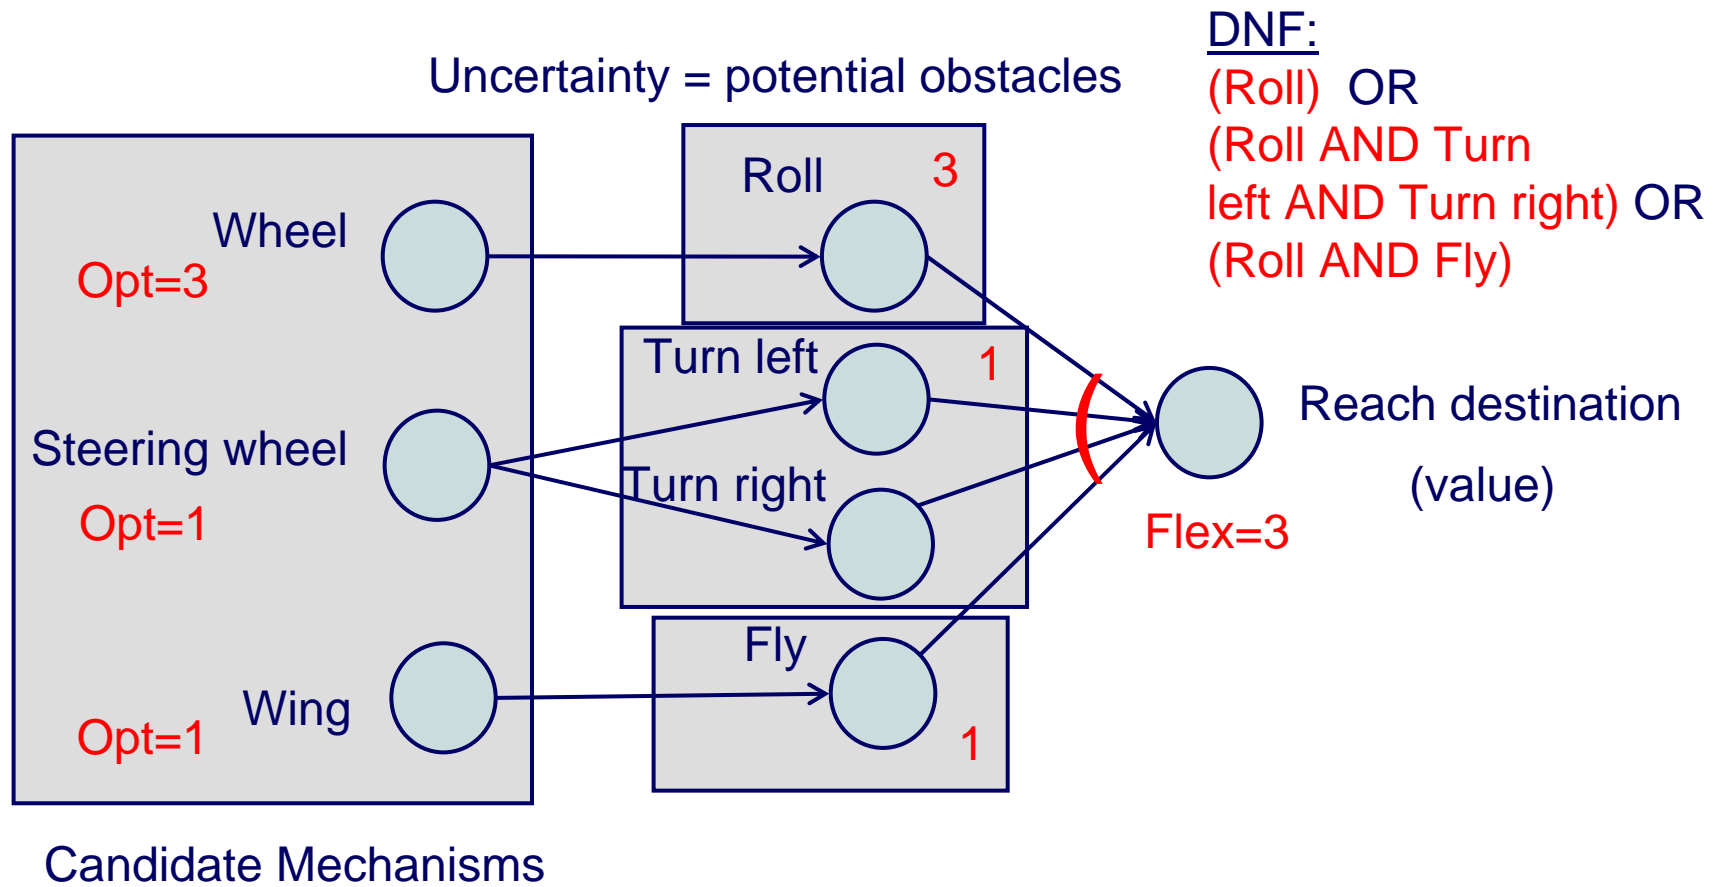 DNF:
Uncertainty = potential obstacles
(Roll) OR
(Roll AND Turn
left AND Turn right) OR
(Roll AND Fly)
Roll
3
Wheel
Opt=3
Turn left
1
Steering wheel
Turn right
Opt=1
Reach destination
(value)
Flex=3
Fly
1
Wing
Opt=1
Candidate Mechanisms